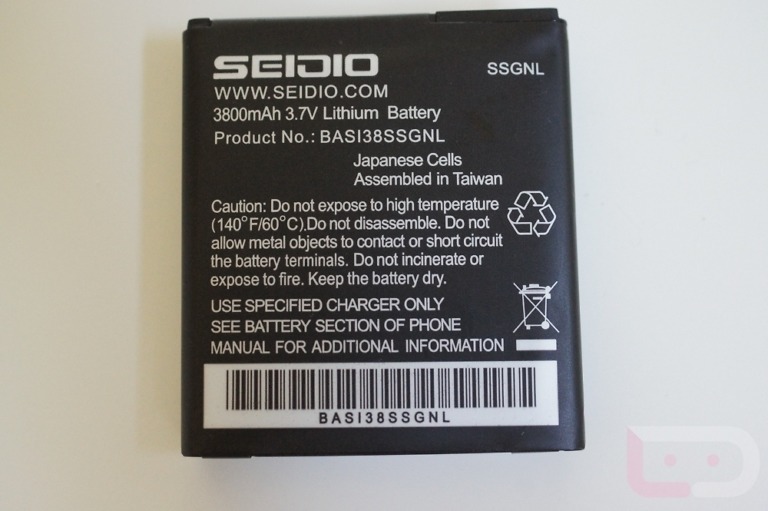 SEIDIO
SSGNL
WWW.SEIDIO.COM
3800mAh 3.7V Lithium Battery
Product No.: BASI38SSGNL
Japanese Cells
Assembled in Taiwan
Caution: Do not expose to high temperature
(140°F/60°C).Do not disassemble. Do not
allow metal objects to contact or short circuit
the battery terminals. Do not incinerate or
expose to fire. Keep the battery dry.
USE SPECIFIED CHARGER ONLY
SEE BATTERY SECTION OF PHONE
MANUAL FOR ADDITIONAL INFORMATION
BASI38SSGNL